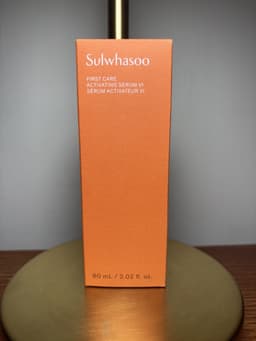 Sulwhasoo
FIRST CARE
ACTIVATING SERUM VI
SÉRUM ACTIVATEUR VI
90 mL / 3.02 fl. oz.